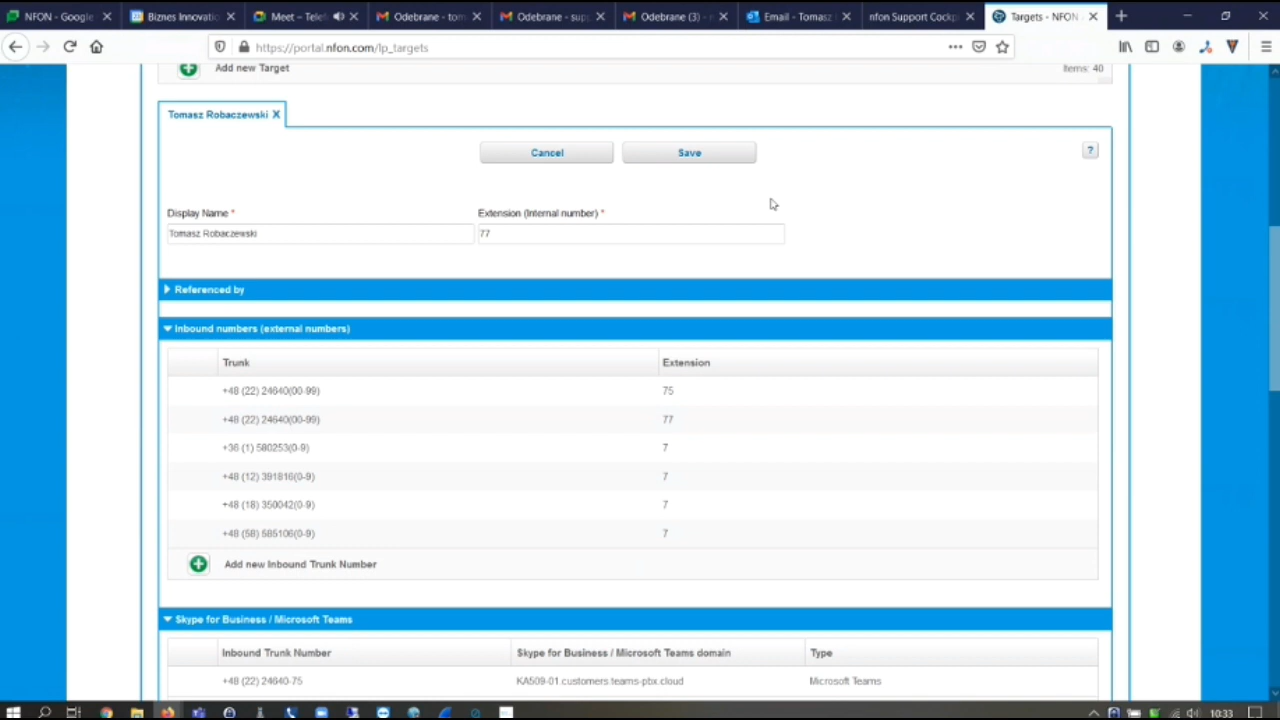 NFON - Google
Biznes Innovatio
Meet – Telef
Odebrane - tom
Odebrane - supp
Odebrane (3) - r
Email - Tomasz
nfon Support Cockp
Targets - NFON
https://portal.nfon.com/lp_targets
Add new Target
Items: 40
Tomasz Robaczewski X
Cancel
Save
?
Display Name *
Extension (Internal number) *
Tomasz Robaczewski
77
Referenced by
Inbound numbers (external numbers)
Trunk
Extension
+48 (22) 24640(00-99)
75
+48 (22) 24640(00-99)
77
+36 (1) 580253(0-9)
7
+48 (12) 391816(0-9)
7
+48 (18) 350042(0-9)
7
+48 (58) 585106(0-9)
7
Add new Inbound Trunk Number
Skype for Business / Microsoft Teams
Inbound Trunk Number
Skype for Business / Microsoft Teams domain
Type
+48 (22) 24640-75
KA509-01.customers.teams-pbx.cloud
Microsoft Teams
10:33